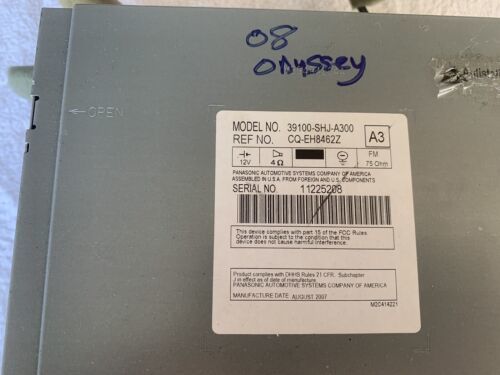 08
Odyssey
← OPEN
MODEL NO. 39100-SHJ-A300
REF NO. CQ-EH8462Z
A3
12V
4 Ω
FM
75 Ohm
PANASONIC AUTOMOTIVE SYSTEMS COMPANY OF AMERICA
ASSEMBLED IN U.S.A. FROM FOREIGN AND U.S. COMPONENTS.
SERIAL NO. 11225208
This device complies with part 15 of the FCC Rules.
Operation is subject to the condition that this
device does not cause harmful interference.
Product complies with DHHS Rules 21 CFR. Subchapter
J in effect as of date of manufacture.
PANASONIC AUTOMOTIVE SYSTEMS COMPANY OF AMERICA
MANUFACTURE DATE: AUGUST 2007
M2C414221